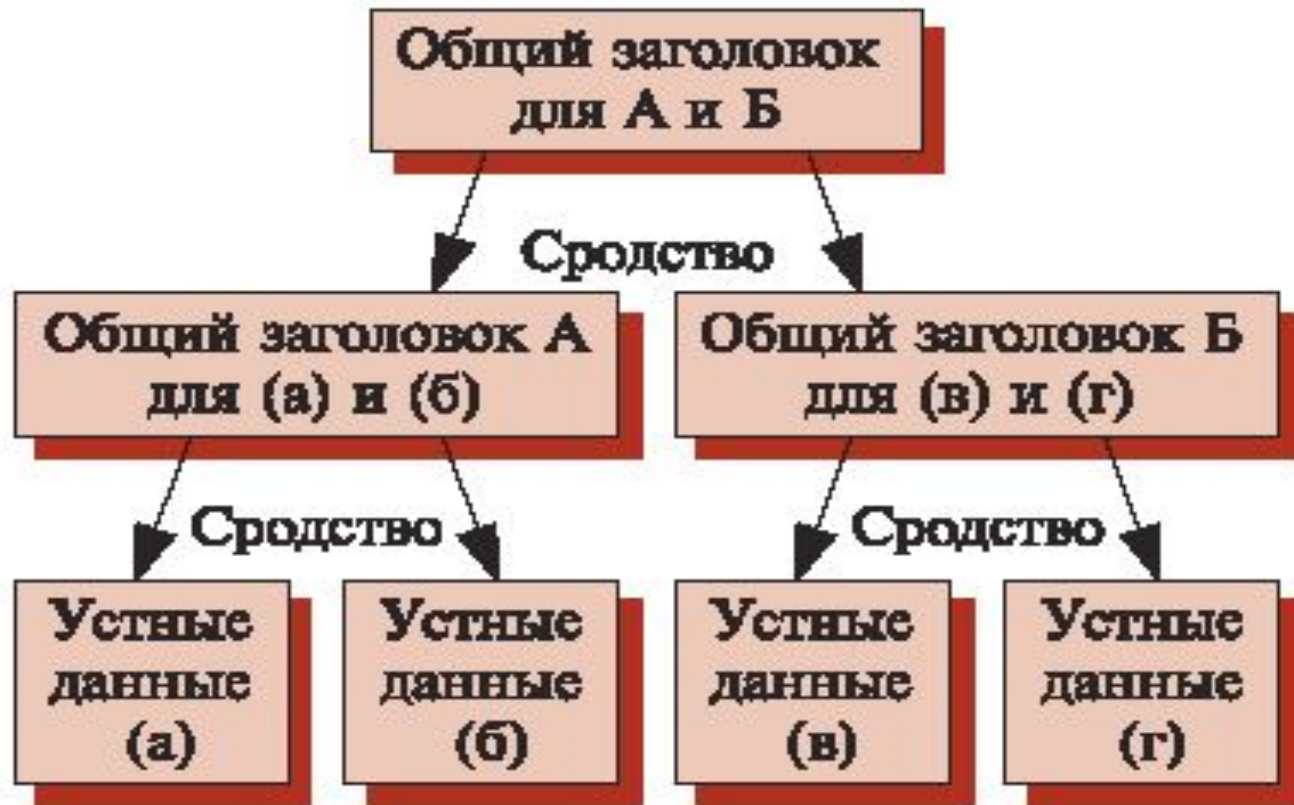 Общий заголовок
для А и Б
Сродство
Общий заголовок А
для (а) и (б)
Общий заголовок Б
для (в) и (г)
Сродство
Сродство
Устные
данные
(а)
Устные
данные
(б)
Устные
данные
(в)
Устные
данные
(г)